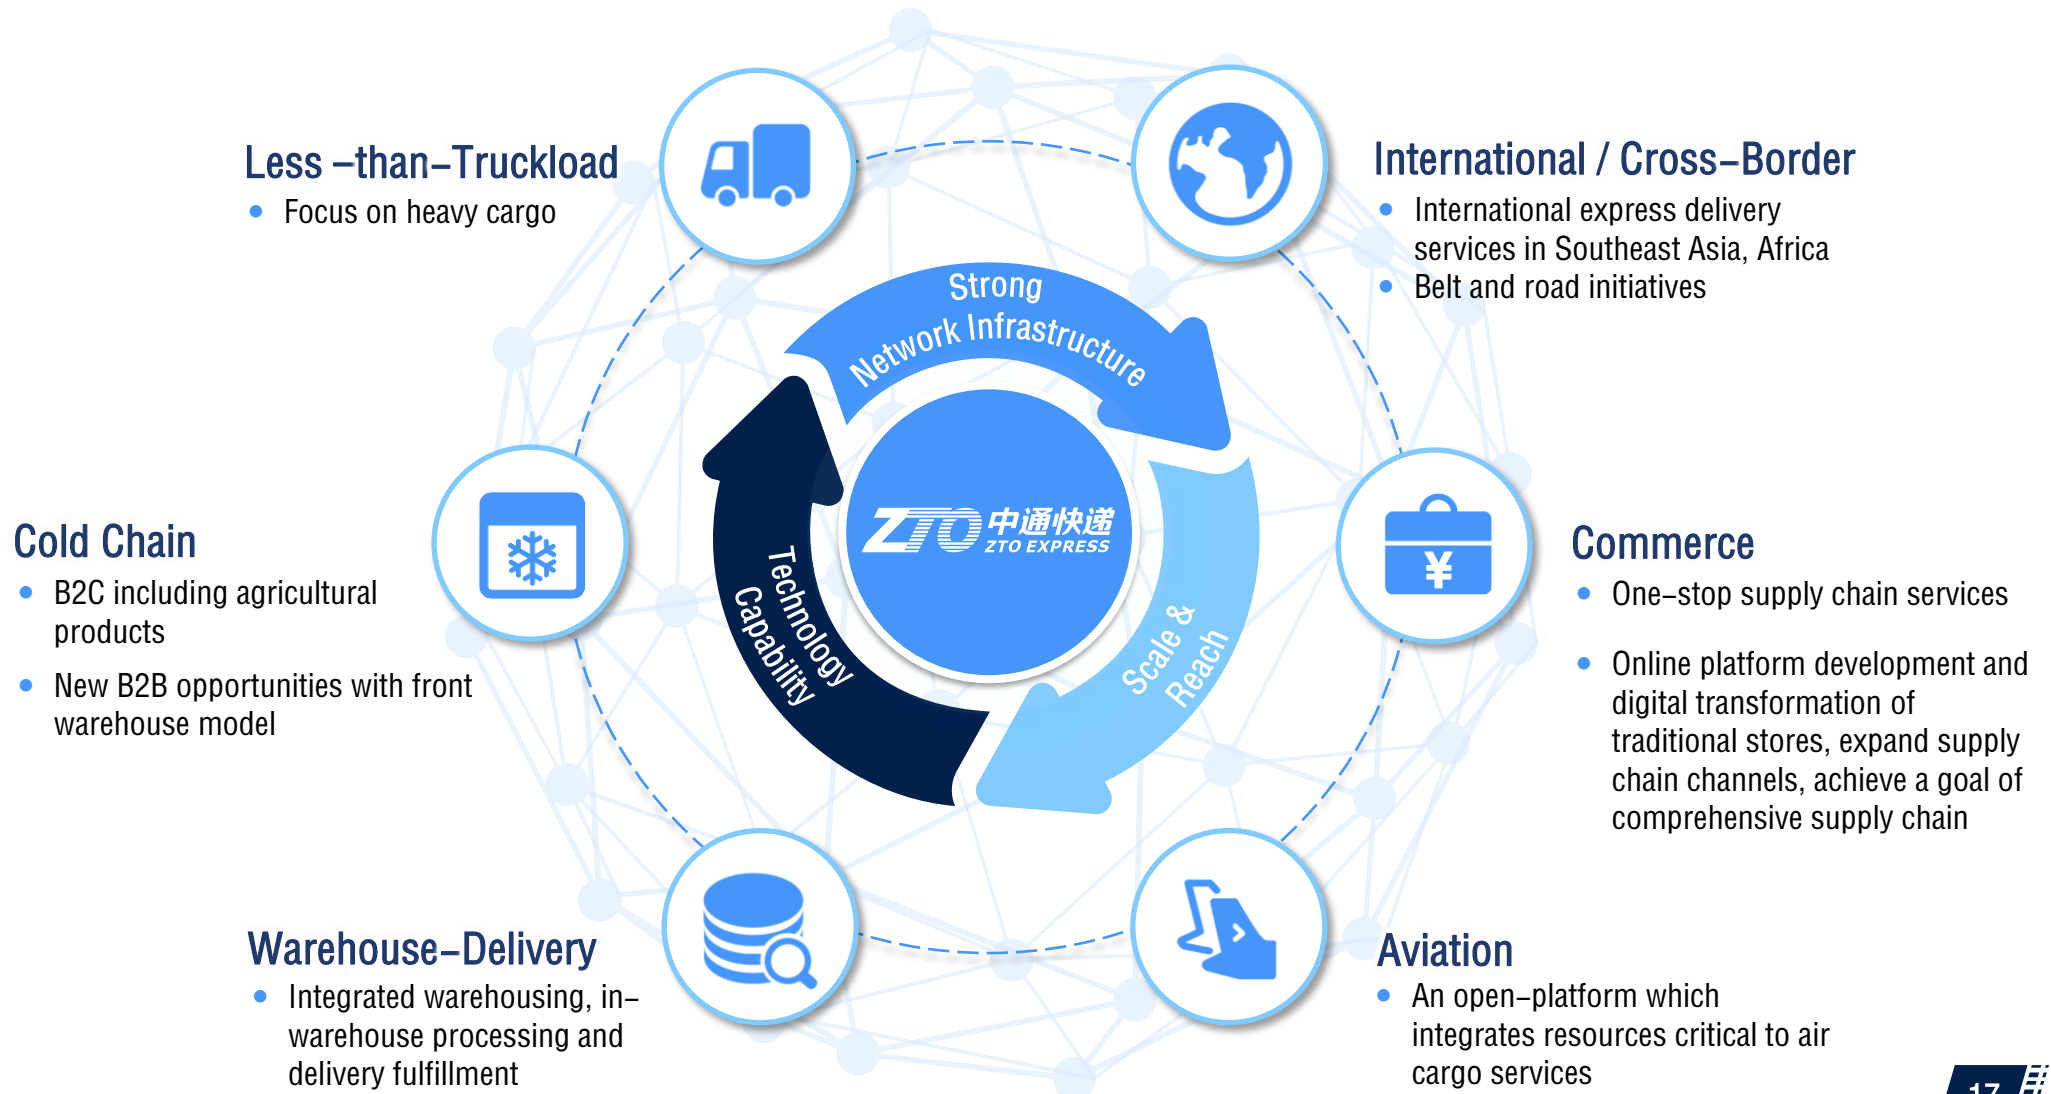 Less –than–Truckload
• Focus on heavy cargo
International / Cross–Border
• International express delivery
services in Southeast Asia, Africa
• Belt and road initiatives
Strong
Network Infrastructure
Scale &
Reach
Technology
Capability
ZTO 中通快递
ZTO EXPRESS
Cold Chain
• B2C including agricultural
products
• New B2B opportunities with front
warehouse model
¥
Commerce
• One–stop supply chain services
• Online platform development and
digital transformation of
traditional stores, expand supply
chain channels, achieve a goal of
comprehensive supply chain
Warehouse–Delivery
• Integrated warehousing, in–
warehouse processing and
delivery fulfillment
Aviation
• An open–platform which
integrates resources critical to air
cargo services
17